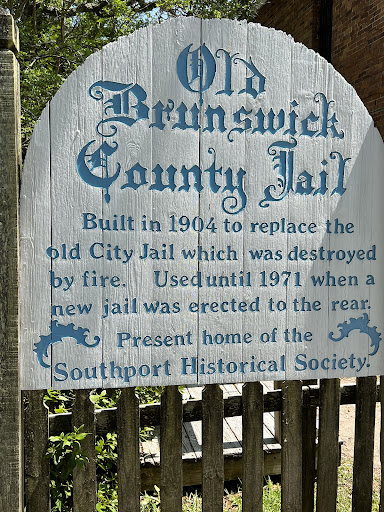 Old
Brunswick
County Jail
Built in 1904 to replace the
old City Jail which was destroyed
by fire. Used until 1971 when a
new jail was erected to the rear.
Present home of the
Southport Historical Society.